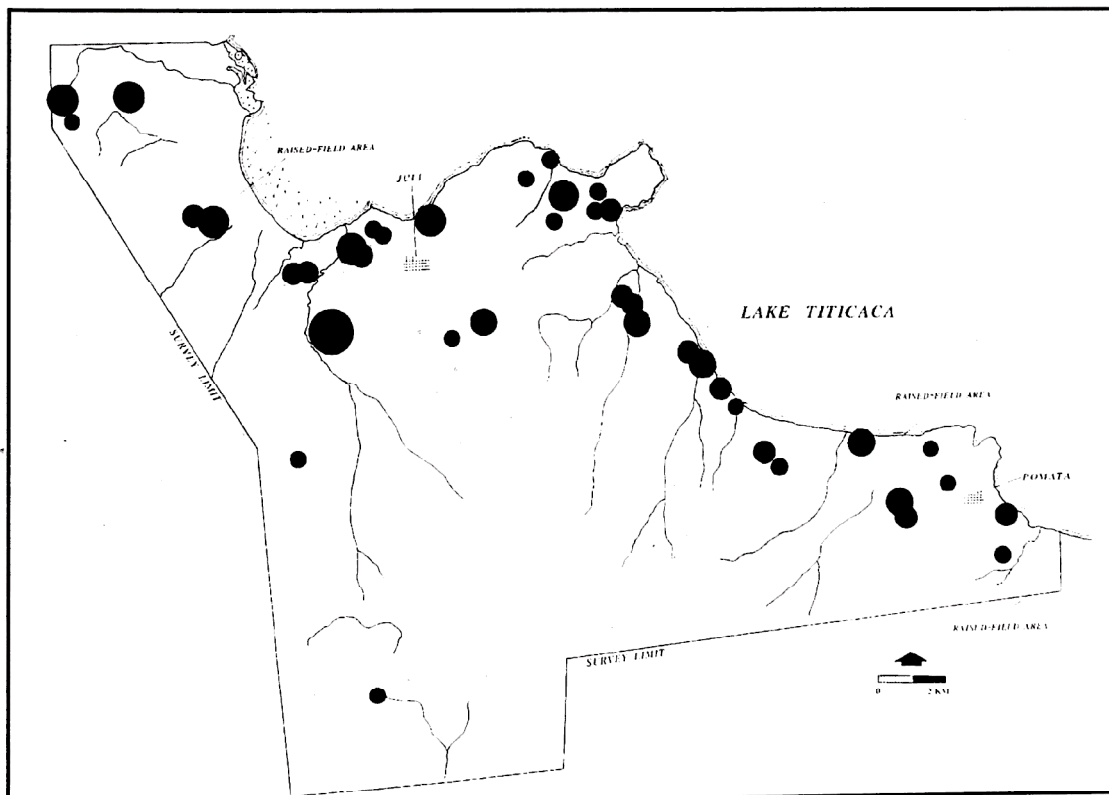 RAISED-FIELD AREA
JULI
LAKE TITICACA
SURVEY LIMIT
RAISED-FIELD AREA
POMATA
RAISED-FIELD AREA
SURVEY LIMIT
0 2 KM